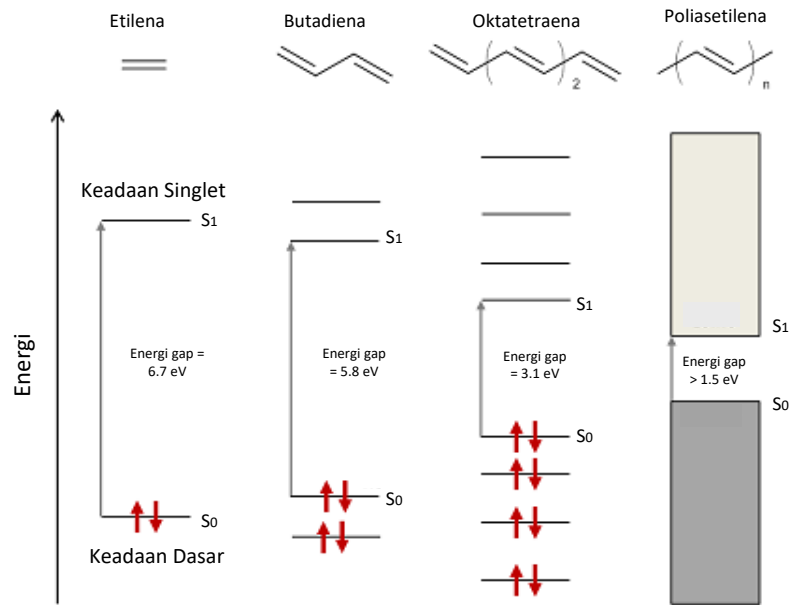 Etilena
Butadiena
Oktatetraena
Poliasetilena
2
n
Energi
Keadaan Singlet
S1
Energi gap =
6.7 eV
S0
Keadaan Dasar
S1
Energi gap
= 5.8 eV
S0
S1
Energi gap
= 3.1 eV
S0
S1
Energi gap
> 1.5 eV
S0